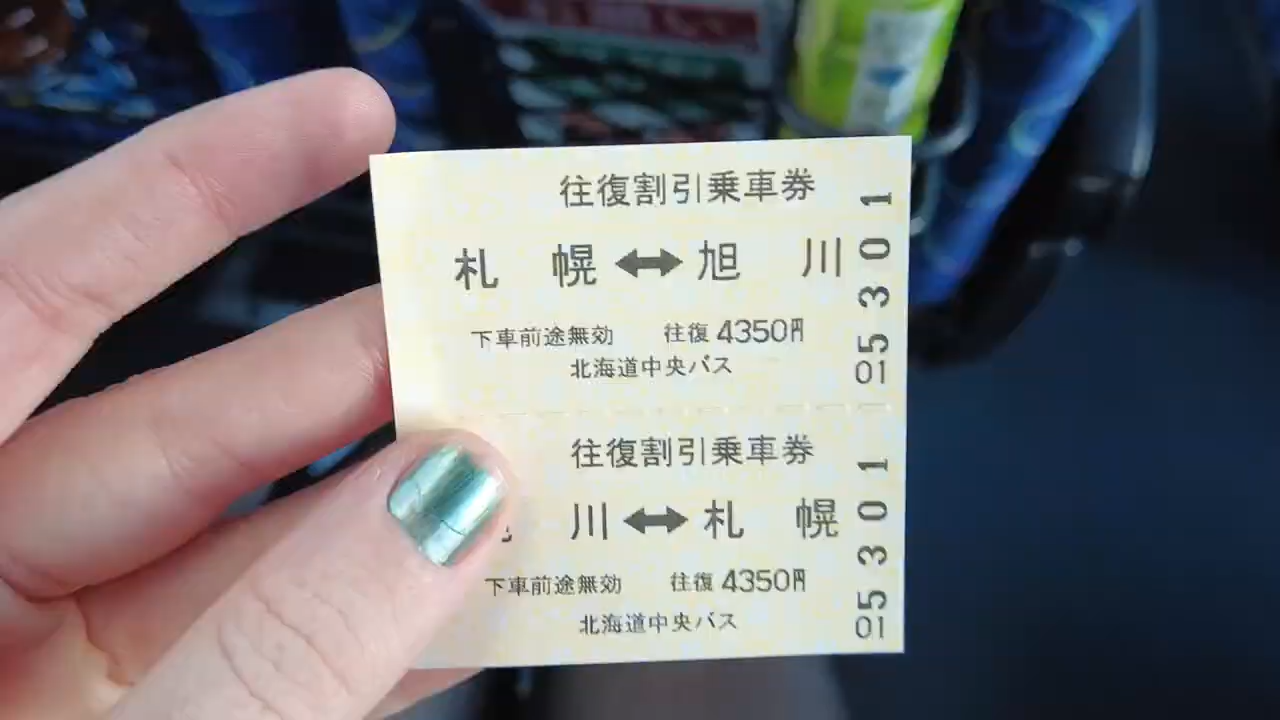 往復割引乗車券
札幌↔旭川
下車前途無効 往復4350円
北海道中央バス
05301
01
往復割引乗車券
川↔札幌
下車前途無効 往復4350円
北海道中央バス
05301
01